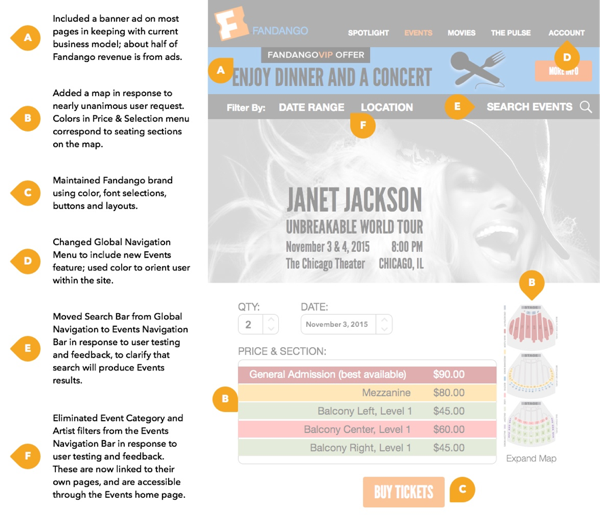 A
Included a banner ad on most
pages in keeping with current
business model; about half of
Fandango revenue is from ads.
B
Added a map in response to
nearly unanimous user request.
Colors in Price & Selection menu
correspond to seating sections
on the map.
C
Maintained Fandango brand
using color, font selections,
buttons and layouts.
D
Changed Global Navigation
Menu to include new Events
feature; used color to orient user
within the site.
E
Moved Search Bar from Global
Navigation to Events Navigation
Bar in response to user testing
and feedback, to clarify that
search will produce Events
results.
F
Eliminated Event Category and
Artist filters from the Events
Navigation Bar in response to
user testing and feedback.
These are now linked to their
own pages, and are accessible
through the Events home page.
FANDANGO SPOTLIGHT EVENTS MOVIES THE PULSE ACCOUNT
D
FANDANGOVIP OFFER
A ENJOY DINNER AND A CONCERT MORE INFO
Filter By: DATE RANGE LOCATION E SEARCH EVENTS
F
JANET JACKSON
UNBREAKABLE WORLD TOUR
November 3 & 4, 2015 8:00 PM
The Chicago Theater CHICAGO, IL
B
QTY: DATE:
2 November 3, 2015
PRICE & SECTION:
General Admission (best available) $90.00
Mezzanine $80.00
B Balcony Left, Level 1 $45.00
Balcony Center, Level 1 $60.00
Balcony Right, Level 1 $45.00
Expand Map
BUY TICKETS C